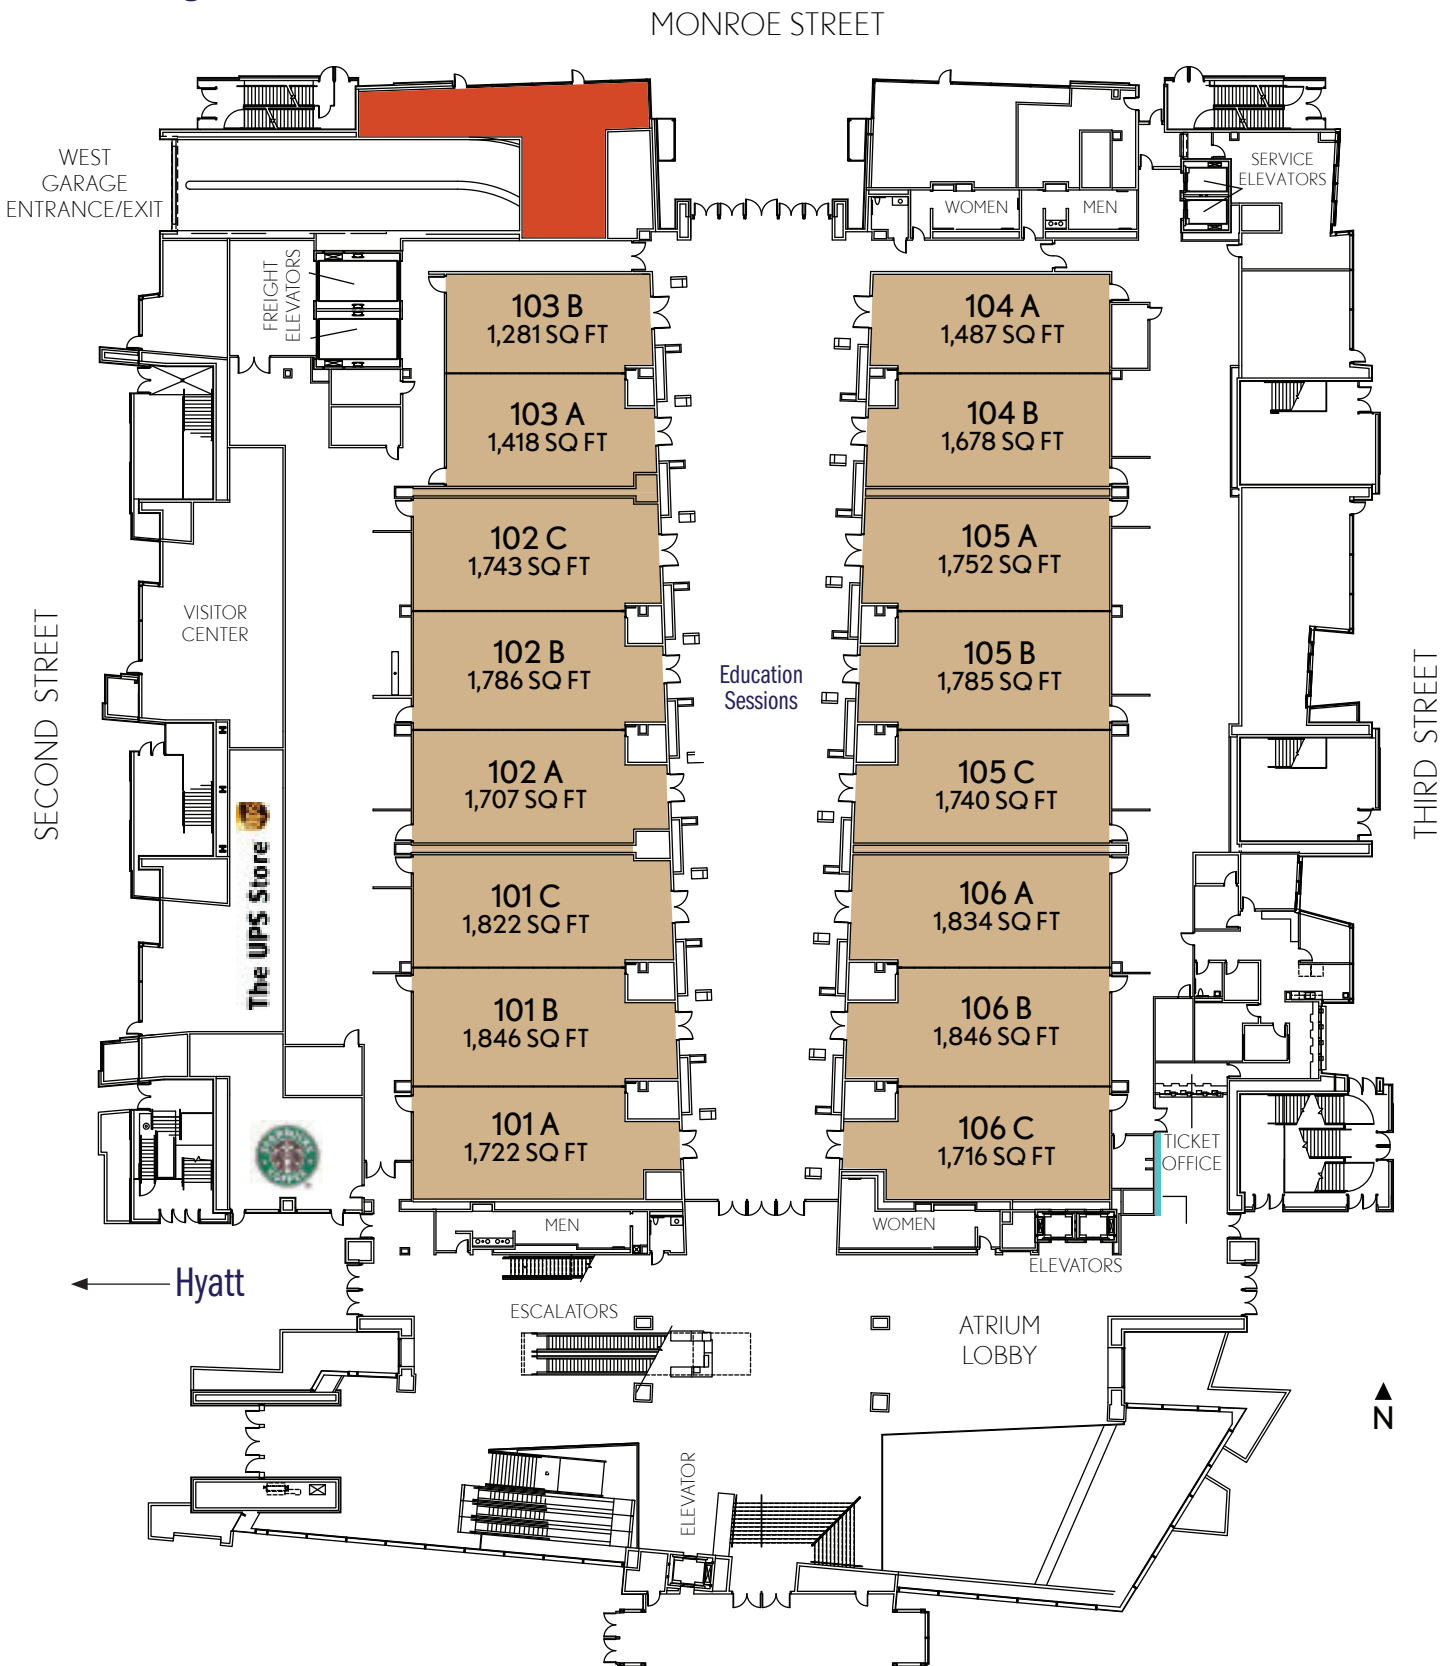 MONROE STREET
WEST
GARAGE
ENTRANCE/EXIT
SERVICE
ELEVATORS
WOMEN
MEN
FREIGHT
ELEVATORS
103 B
1,281 SQ FT
104 A
1,487 SQ FT
103 A
1,418 SQ FT
104 B
1,678 SQ FT
102 C
1,743 SQ FT
105 A
1,752 SQ FT
VISITOR
CENTER
SECOND STREET
102 B
1,786 SQ FT
Education
Sessions
105 B
1,785 SQ FT
THIRD STREET
102 A
1,707 SQ FT
105 C
1,740 SQ FT
The UPS Store
101 C
1,822 SQ FT
106 A
1,834 SQ FT
101 B
1,846 SQ FT
106 B
1,846 SQ FT
101 A
1,722 SQ FT
106 C
1,716 SQ FT
TICKET
OFFICE
MEN
WOMEN
ELEVATORS
Hyatt
ESCALATORS
ATRIUM
LOBBY
N
ELEVATOR